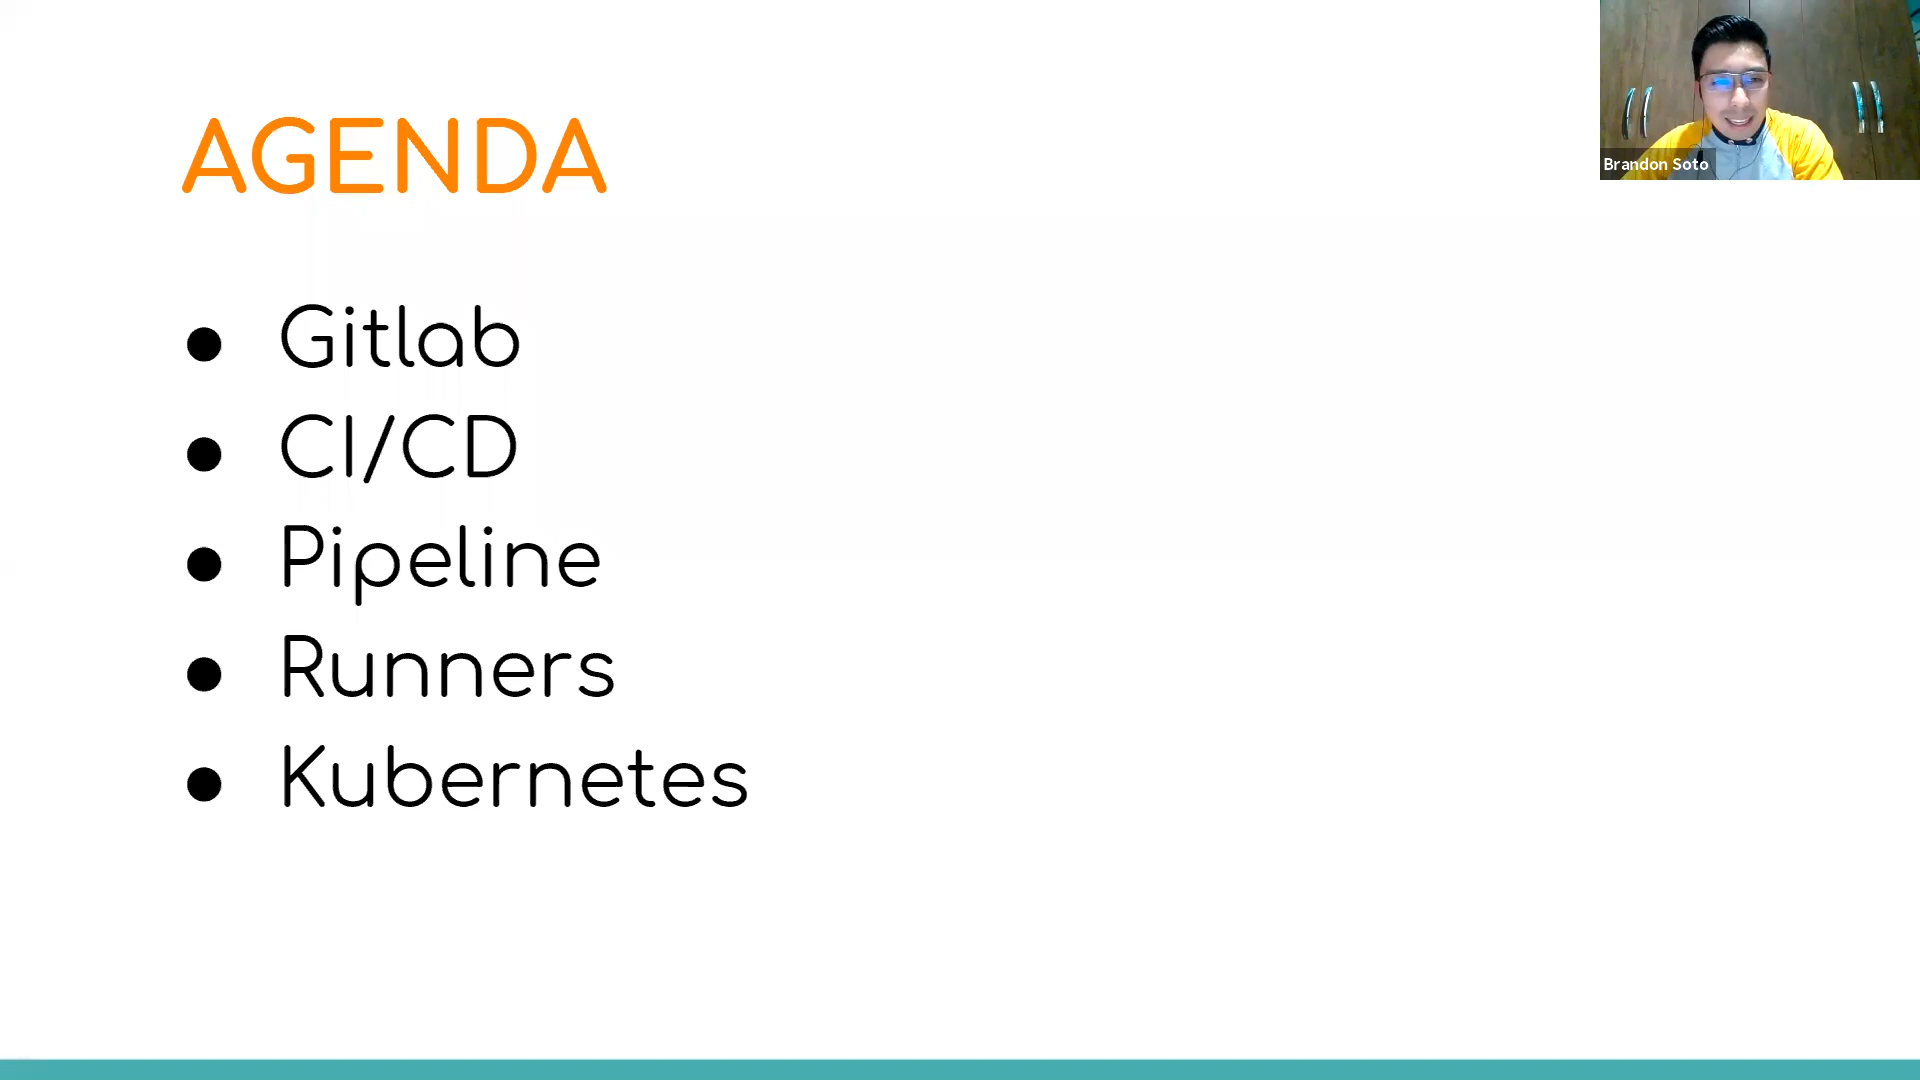 AGENDA
● Gitlab
● CI/CD
● Pipeline
● Runners
● Kubernetes
Brandon Soto